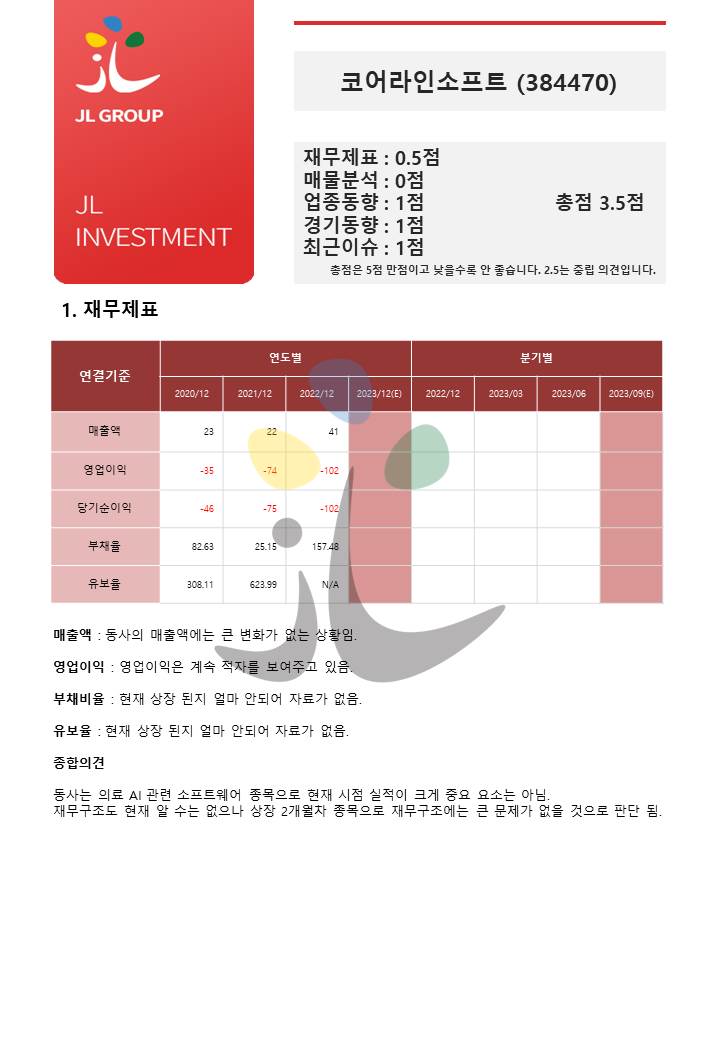 JL GROUP
JL
INVESTMENT
코어라인소프트 (384470)
재무제표 : 0.5점
매물분석 : 0점
업종동향 : 1점
총점 3.5점
경기동향 : 1점
최근이슈 : 1점
총점은 5점 만점이고 낮을수록 안 좋습니다. 2.5는 중립 의견입니다.
1. 재무제표
연결기준 연도별 분기별
2020/12 2021/12 2022/12 2023/12(E) 2022/12 2023/03 2023/06 2023/09(E)
매출액 23 22 41
영업이익 -35 -74 -102
당기순이익 -46 -75 -102
부채율 82.63 25.15 157.48
유보율 308.11 623.99 N/A
매출액 : 동사의 매출액에는 큰 변화가 없는 상황임.
영업이익 : 영업이익은 계속 적자를 보여주고 있음.
부채비율 : 현재 상장 된지 얼마 안되어 자료가 없음.
유보율 : 현재 상장 된지 얼마 안되어 자료가 없음.
종합의견
동사는 의료 AI 관련 소프트웨어 종목으로 현재 시점 실적이 크게 중요 요소는 아님.
재무구조도 현재 알 수는 없으나 상장 2개월차 종목으로 재무구조에는 큰 문제가 없을 것으로 판단 됨.